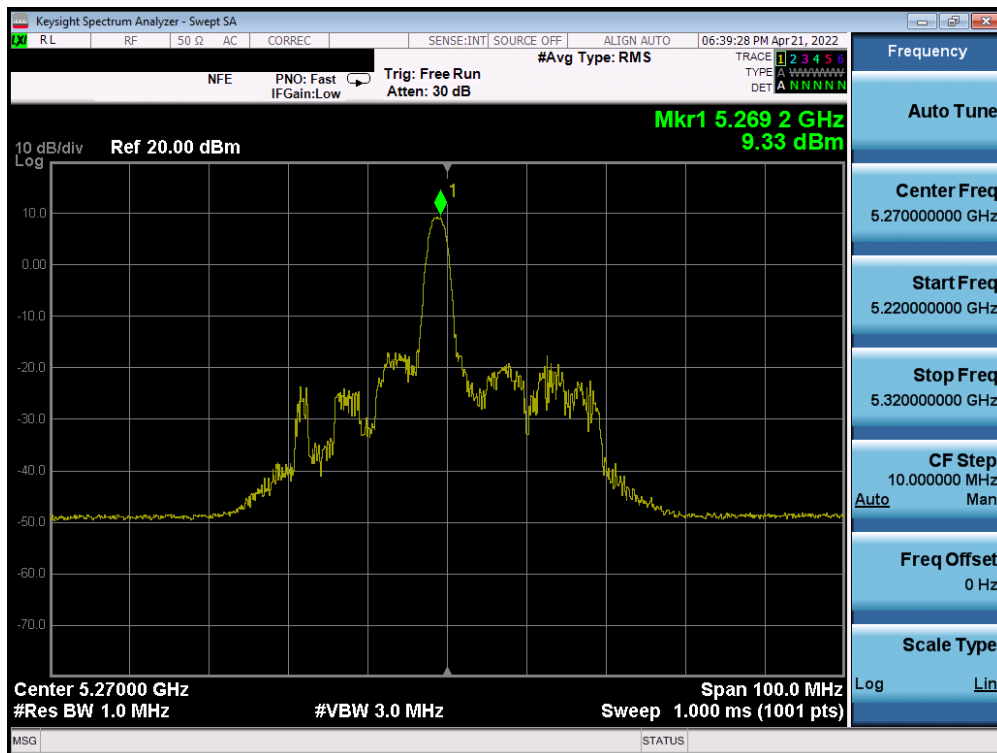 Keysight Spectrum Analyzer - Swept SA
LXI RL RF 50 Ω AC CORREC SENSE:INT SOURCE OFF ALIGN AUTO 06:39:28 PM Apr 21, 2022
Frequency
#Avg Type: RMS
TRACE 1 2 3 4 5 6
NFE PNO: Fast Trig: Free Run TYPE A WWWWW
IFGain:Low Atten: 30 dB DET A N N N N N
Auto Tune
Mkr1 5.269 2 GHz
9.33 dBm
10 dB/div Ref 20.00 dBm
Log
1
10.0
0.00
-10.0
-20.0
-30.0
-40.0
-50.0
-60.0
-70.0
Center Freq
5.270000000 GHz
Start Freq
5.220000000 GHz
Stop Freq
5.320000000 GHz
CF Step
10.000000 MHz
Auto Man
Freq Offset
0 Hz
Scale Type
Log Lin
Center 5.27000 GHz Span 100.0 MHz
#Res BW 1.0 MHz #VBW 3.0 MHz Sweep 1.000 ms (1001 pts)
MSG STATUS